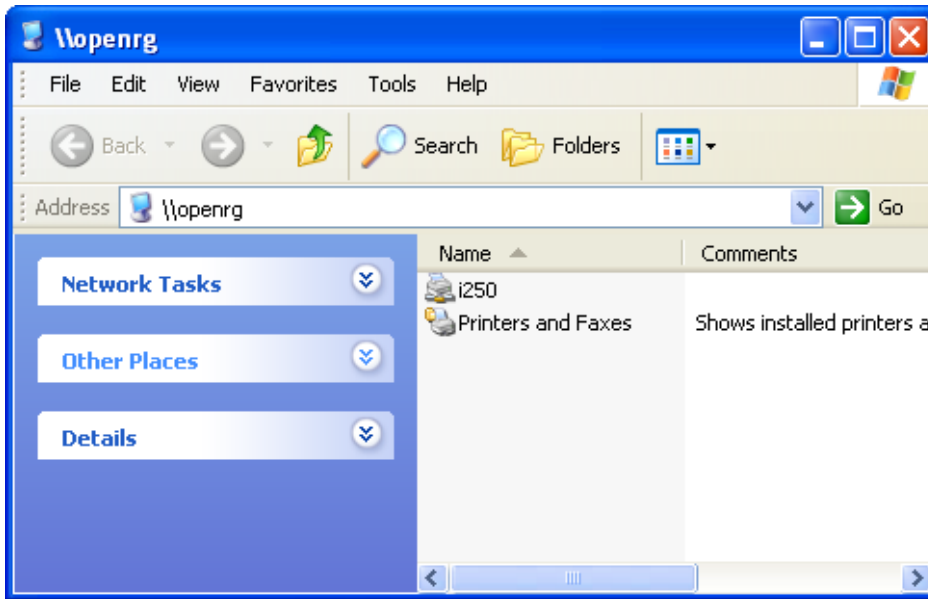 \\openrg
File Edit View Favorites Tools Help
Back Search Folders
Address \\openrg Go
Name Comments
Network Tasks
i250
Printers and Faxes Shows installed printers a
Other Places
Details